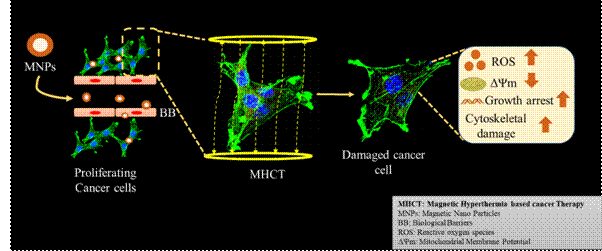 MNPs
BB
Proliferating
Cancer cells
MHCT
Damaged cancer
cell
ROS
ΔΨm
Growth arrest
Cytoskeletal
damage
MHCT: Magnetic Hyperthermia based cancer Therapy
MNPs: Magnetic Nano Particles
BB: Biological Barriers
ROS: Reactive oxygen species
ΔΨm: Mitochondrial Membrane Potential